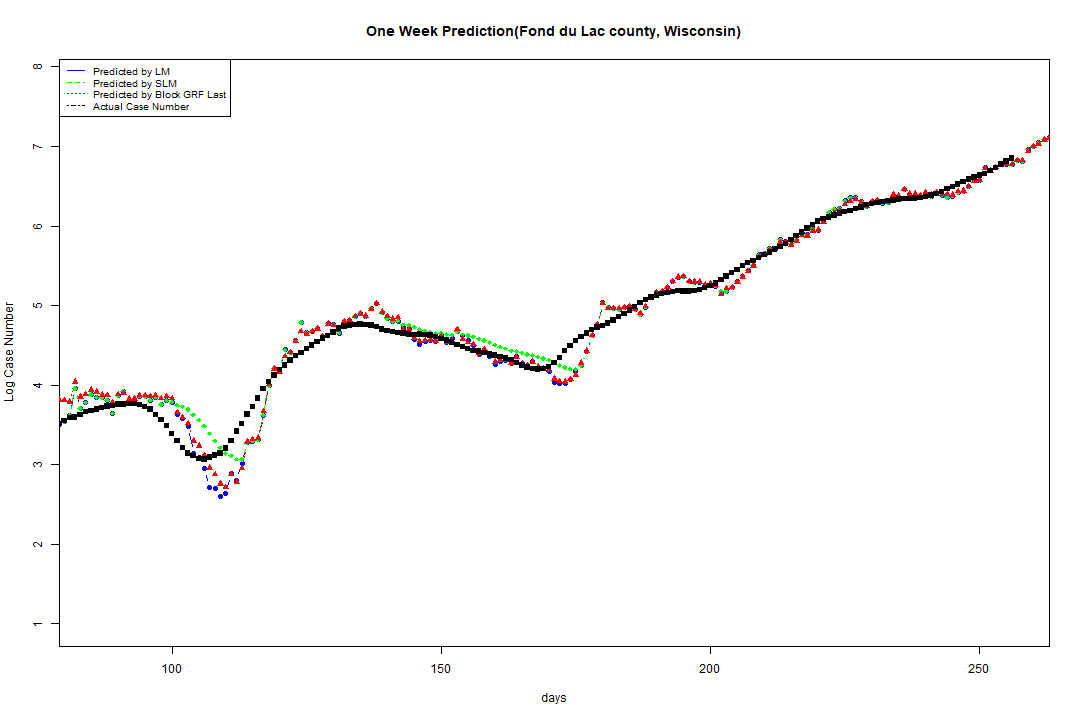 One Week Prediction(Fond du Lac county, Wisconsin)
Predicted by LM
Predicted by SLM
Predicted by Block GRF Last
Actual Case Number
8
7
6
5
4
3
2
1
Log Case Number
100 150 200 250
days